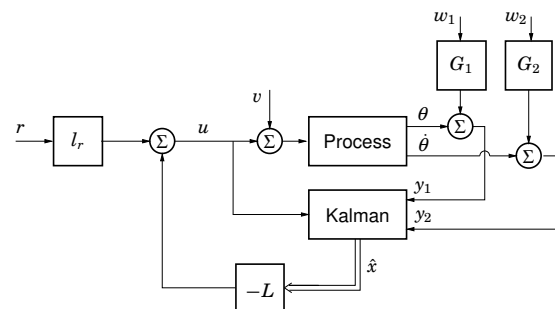 w₁ w₂
G₁ G₂
v
r lᵣ Σ u Σ Process θ Σ
θ̇ Σ
y₁
Kalman y₂
x̂
−L